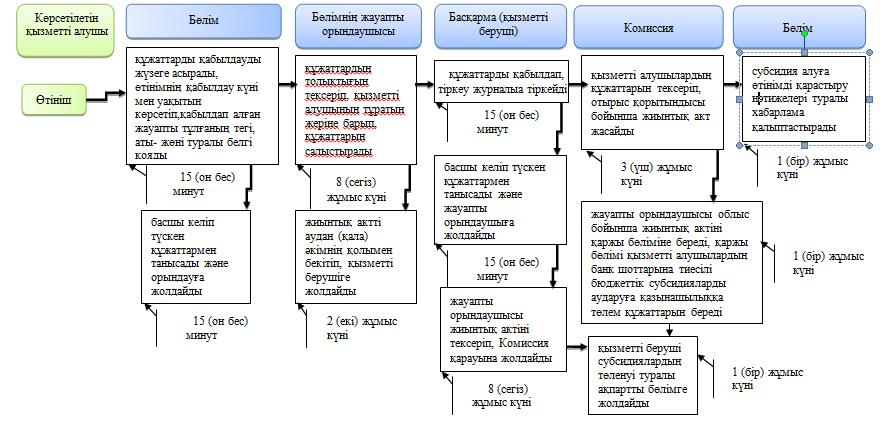 Көрсетілетін
қызметті алушы
Бөлім
Бөлімнің жауапты
орындаушысы
Басқарма (қызметті
беруші)
Комиссия
Бөлім
Өтініш
құжаттарды қабылдауды
жүзеге асырады,
өтінімнің қабылдау күні
мен уақытын
көрсетіп,қабылдап алған
жауапты тұлғаның тегі,
аты- жөні туралы белгі
қояды
15 (он бес)
минут
басшы келіп
түскен
құжаттармен
танысады және
орындауға
жолдайды
15 (он бес)
минут
құжаттардың
толықтығын
тексеріп, қызметті
алушының тұратын
жеріне барып,
құжаттарын
салыстырады
8 (сегіз)
жұмыс күні
жиынтық актті
аудан (қала)
әкімнің қолымен
бекітіп, қызметті
берушіге
жолдайды
2 (екі) жұмыс
күні
құжаттарды қабылдап,
тіркеу журналыа тіркейді
15 (он бес)
минут
басшы келіп түскен
құжаттармен
танысады және
жауапты
орындаушыға
жолдайды
15 (он бес)
минут
жауапты
орындаушысы
жиынтық актіні
тексеріп, Комиссия
қарауына жолдайды
8 (сегіз)
жұмыс күні
қызметті алушылардың
құжаттарын тексеріп,
отырыс қорытындысы
бойынша жиынтық акт
жасайды
3 (үш) жұмыс
күні
жауапты орындаушысы облыс
бойынша жиынтық актіні
қаржы бөліміне береді, қаржы
бөлімі қызметті алушылардың
банк шоттарына тиесілі
бюджеттік субсидияларды
аударуға қазынашылыққа
төлем құжаттарын береді
1 (бір) жұмыс
күні
қызметті беруші
субсидиялардың
төленуі туралы
ақпартты бөлімге
жолдайды
1 (бір) жұмыс
күні
субсидия алуға
өтінімді қарастыру
нәтижелері туралы
хабарлама
қалыптастырады
1 (бір) жұмыс
күні